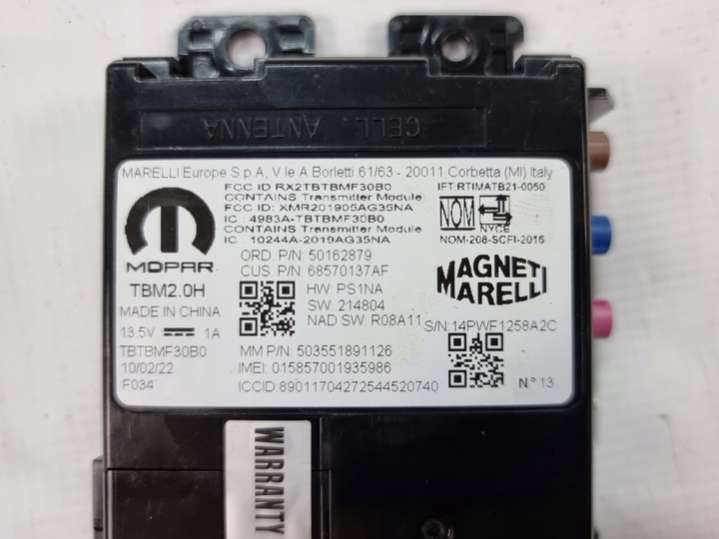 CELL. ANTENNA
MARELLI Europe S.p.A, V.le A Borletti 61/63 - 20011 Corbetta (MI) Italy
FCC ID RX2TBTBMF30B0
CONTAINS Transmitter Module
FCC ID: XMR201905AG35NA
IC : 4983A-TBTBMF30B0
CONTAINS Transmitter Module
IC : 10244A-2019AG35NA
IFT.RTIMATB21-0050
NOM
NYCE
NOM-208-SCFI-2016
MOPAR
ORD. P/N: 50162879
CUS. P/N: 68570137AF
TBM2.0H
HW: PS1NA
SW: 214804
NAD SW: R08A11
MAGNETI
MARELLI
MADE IN CHINA
13.5V 1A
S/N:14PWF1258A2C
TBTBMF30B0
MM P/N: 503551891126
10/02/22
IMEI: 015857001935986
F034
ICCID:89011704272544520740
N.° 13
WARRANTY